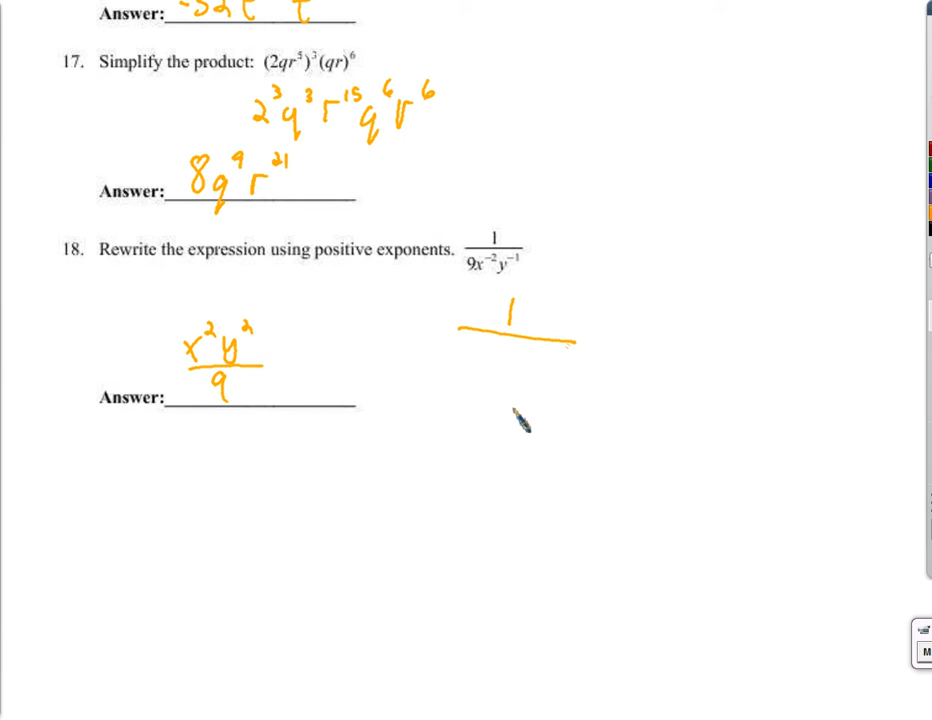 Answer: -32
17. Simplify the product: (2qr⁵)³(qr)⁶
2³q³r¹⁵q⁶r⁶
8q⁹r²¹
Answer:
18. Rewrite the expression using positive exponents. 1/(9x⁻²y⁻¹)
1
x²y²/9
Answer:
M